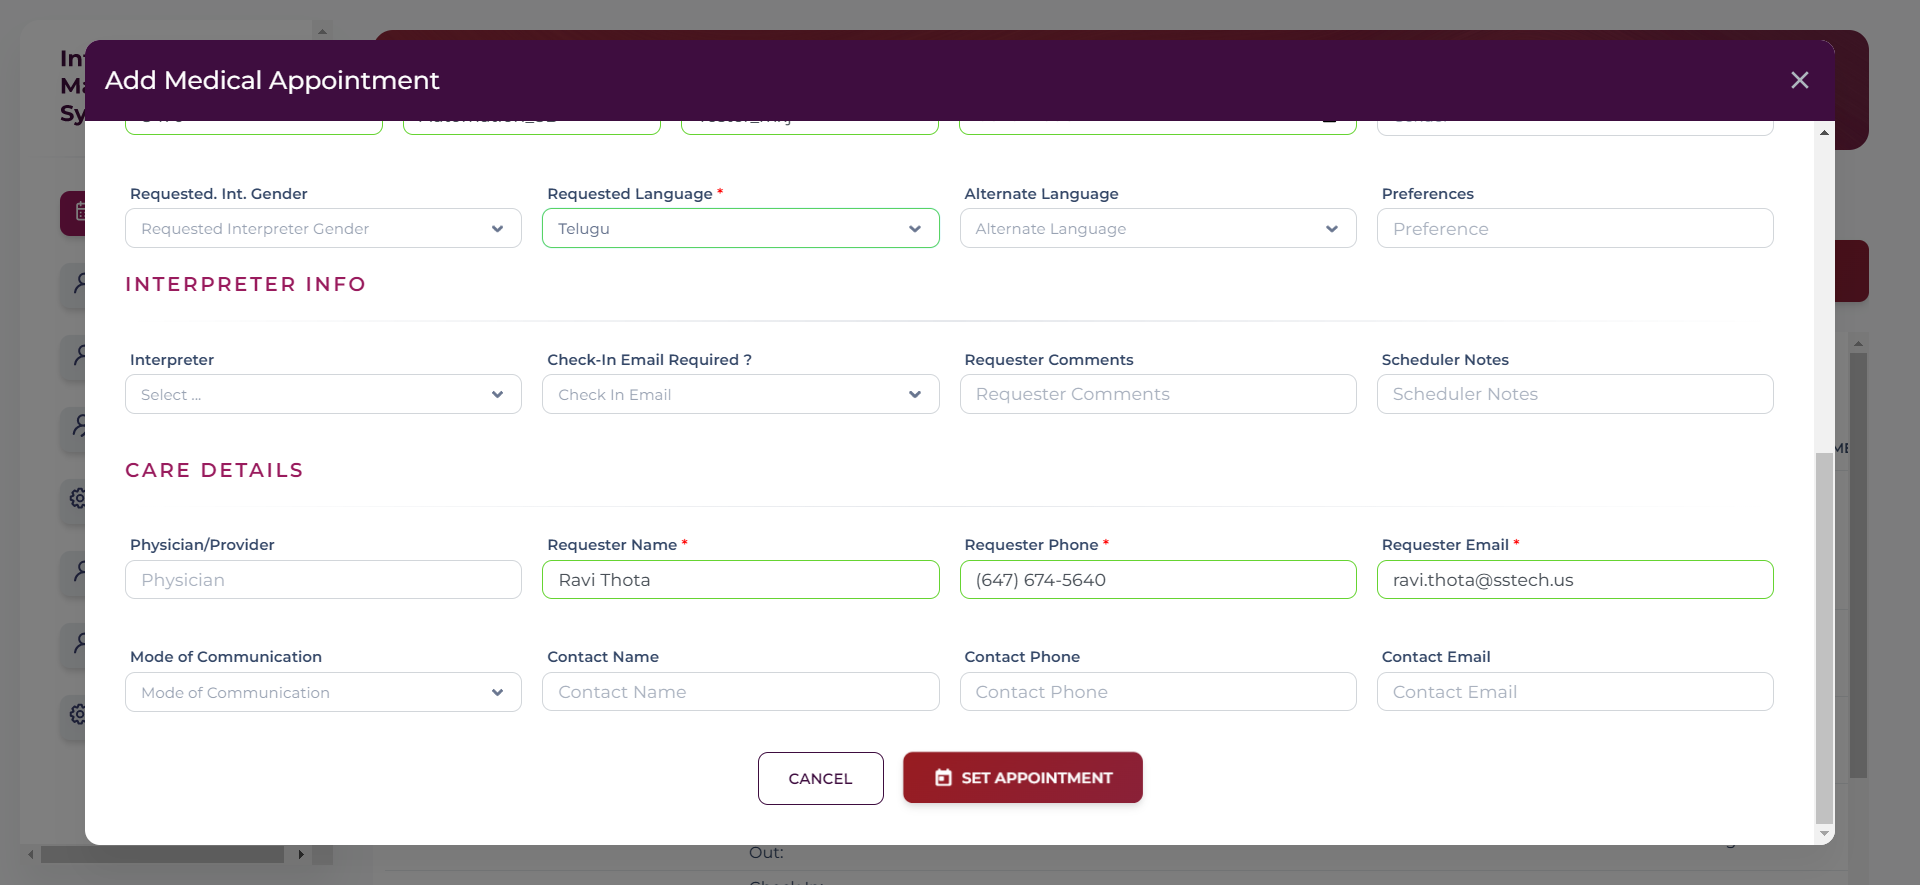 Add Medical Appointment
Requested. Int. Gender
Requested Language *
Alternate Language
Preferences
Requested Interpreter Gender
Telugu
Alternate Language
Preference
INTERPRETER INFO
Interpreter
Check-In Email Required ?
Requester Comments
Scheduler Notes
Select ...
Check In Email
Requester Comments
Scheduler Notes
CARE DETAILS
Physician/Provider
Requester Name *
Requester Phone *
Requester Email *
Physician
Ravi Thota
(647) 674-5640
ravi.thota@sstech.us
Mode of Communication
Contact Name
Contact Phone
Contact Email
Mode of Communication
Contact Name
Contact Phone
Contact Email
CANCEL
SET APPOINTMENT
Out: